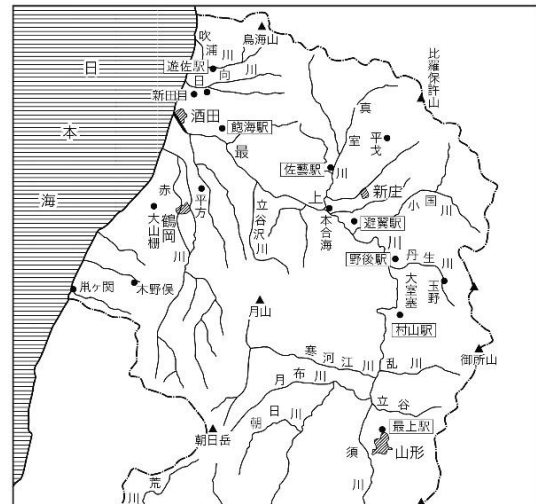 日本海
鳥海山
吹浦川
遊佐駅
日向川
新田目
酒田
飽海駅
最上川
比羅保許山
真室川
平戈
佐藝駅
新庄
小国川
本合海
避翼駅
赤川
大山柵
鶴岡
平方
立谷沢川
野後駅
丹生川
大室塞
玉野
鼡ヶ関
木野俣
月山
村山駅
御所山
寒河江川
乱川
月布川
朝日川
立谷川
朝日岳
最上駅
山形
須川
荒川